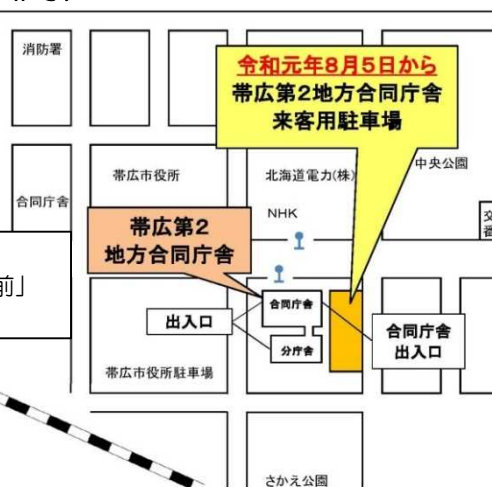 消防署
令和元年8月5日から
帯広第2地方合同庁舎
来客用駐車場
中央公園
帯広市役所
北海道電力(株)
合同庁舎
NHK
交番
帯広第2
地方合同庁舎
前」
合同庁舎
出入口
分庁舎
合同庁舎
出入口
帯広市役所駐車場
さかえ公園